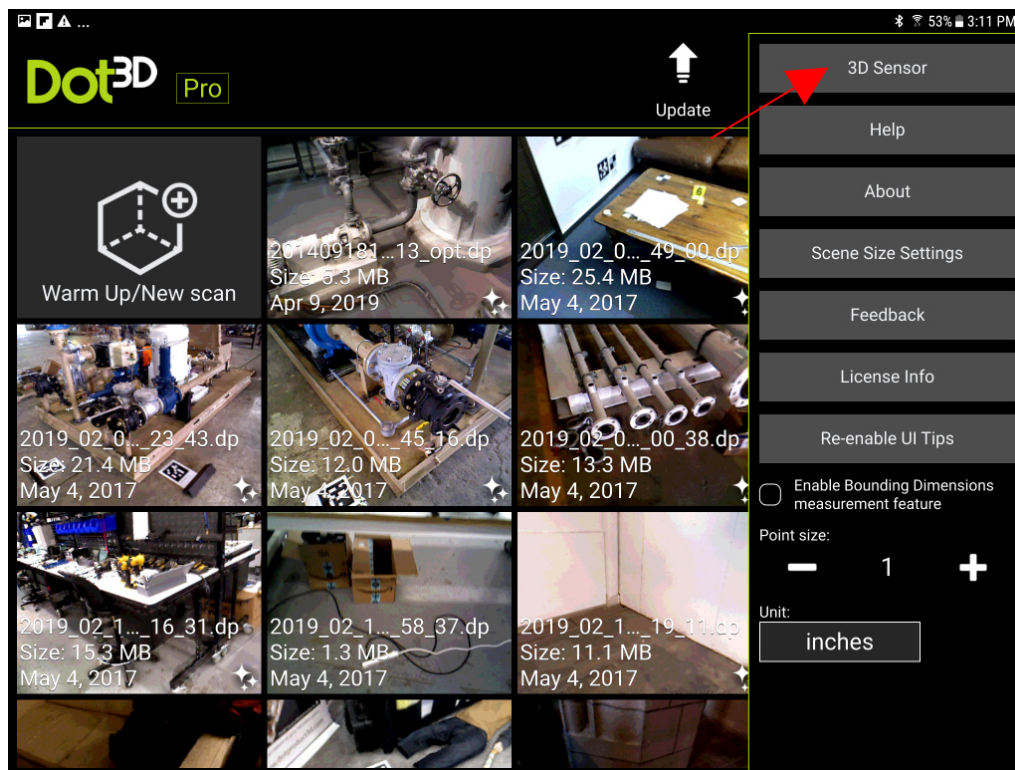 ...
53% 3:11 PM
Dot3D Pro
Update
Warm Up/New scan
201409181...13_opt.dp
Size: 5.3 MB
Apr 9, 2019
2019_02_0..._49_00.dp
Size: 25.4 MB
May 4, 2017
2019_02_0..._23_43.dp
Size: 21.4 MB
May 4, 2017
2019_02_0..._45_16.dp
Size: 12.0 MB
May 4, 2017
2019_02_0..._00_38.dp
Size: 13.3 MB
May 4, 2017
2019_02_1..._16_31.dp
Size: 15.3 MB
May 4, 2017
2019_02_1..._58_37.dp
Size: 1.3 MB
May 4, 2017
2019_02_1..._19_11.dp
Size: 11.1 MB
May 4, 2017
3D Sensor
Help
About
Scene Size Settings
Feedback
License Info
Re-enable UI Tips
Enable Bounding Dimensions
measurement feature
Point size:
1
Unit:
inches